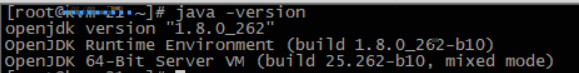 [root@ ~]# java -version
openjdk version "1.8.0_262"
OpenJDK Runtime Environment (build 1.8.0_262-b10)
OpenJDK 64-Bit Server VM (build 25.262-b10, mixed mode)